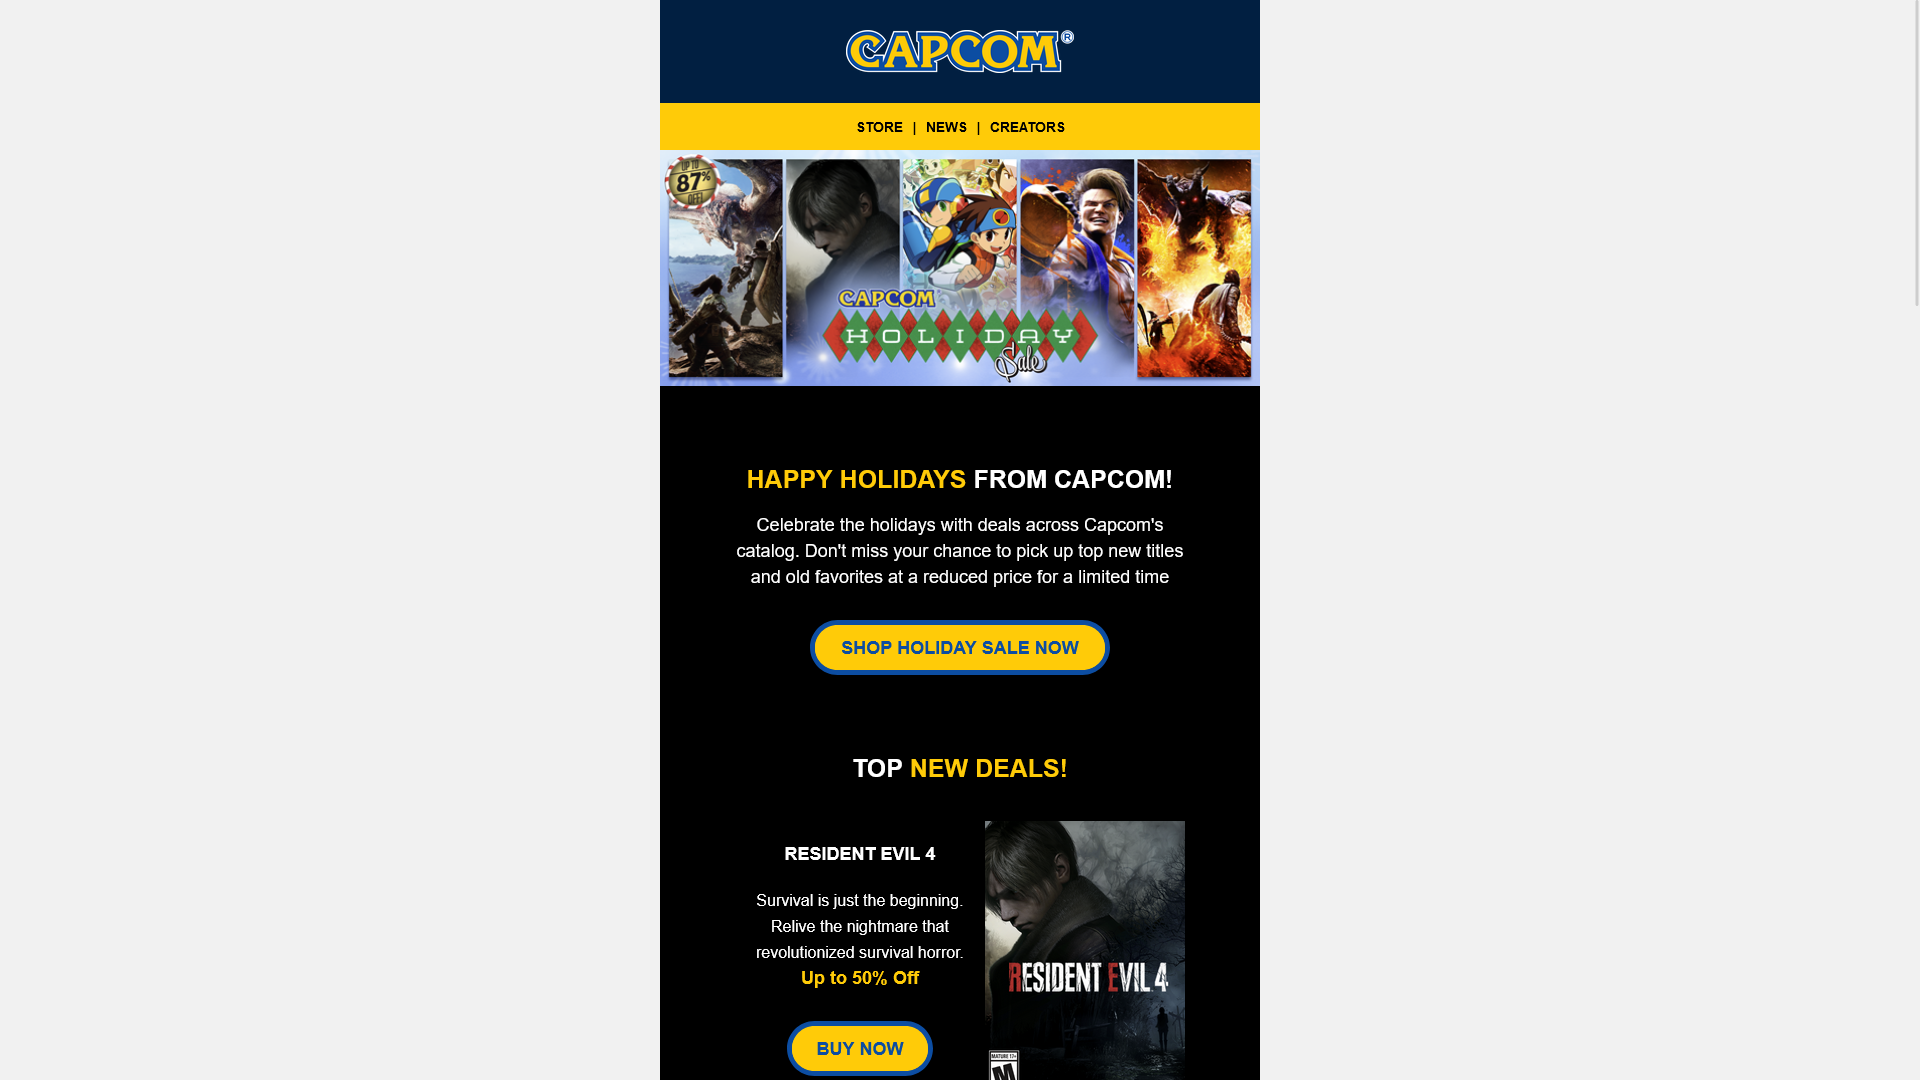 CAPCOM®
STORE | NEWS | CREATORS
UP TO
87%
OFF!
CAPCOM
HOLIDAY
Sale
HAPPY HOLIDAYS FROM CAPCOM!
Celebrate the holidays with deals across Capcom's
catalog. Don't miss your chance to pick up top new titles
and old favorites at a reduced price for a limited time
SHOP HOLIDAY SALE NOW
TOP NEW DEALS!
RESIDENT EVIL 4
Survival is just the beginning.
Relive the nightmare that
revolutionized survival horror.
Up to 50% Off
BUY NOW
RESIDENT EVIL 4
MATURE 17+
M